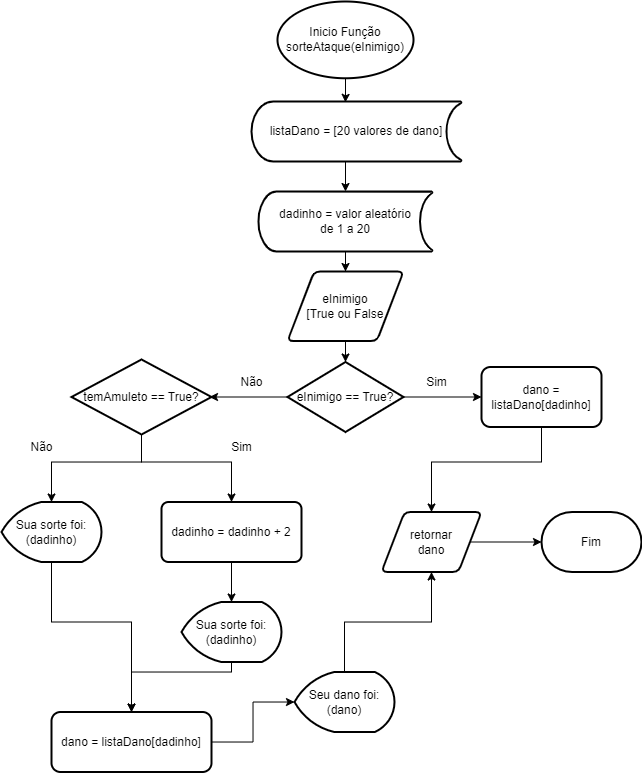 Inicio Função
sorteAtaque(eInimigo)
listaDano = [20 valores de dano]
dadinho = valor aleatório
de 1 a 20
eInimigo
[True ou False
Não
Sim
temAmuleto == True?
eInimigo == True?
dano =
listaDano[dadinho]
Não
Sim
Sua sorte foi:
(dadinho)
dadinho = dadinho + 2
retornar
dano
Fim
Sua sorte foi:
(dadinho)
Seu dano foi:
(dano)
dano = listaDano[dadinho]